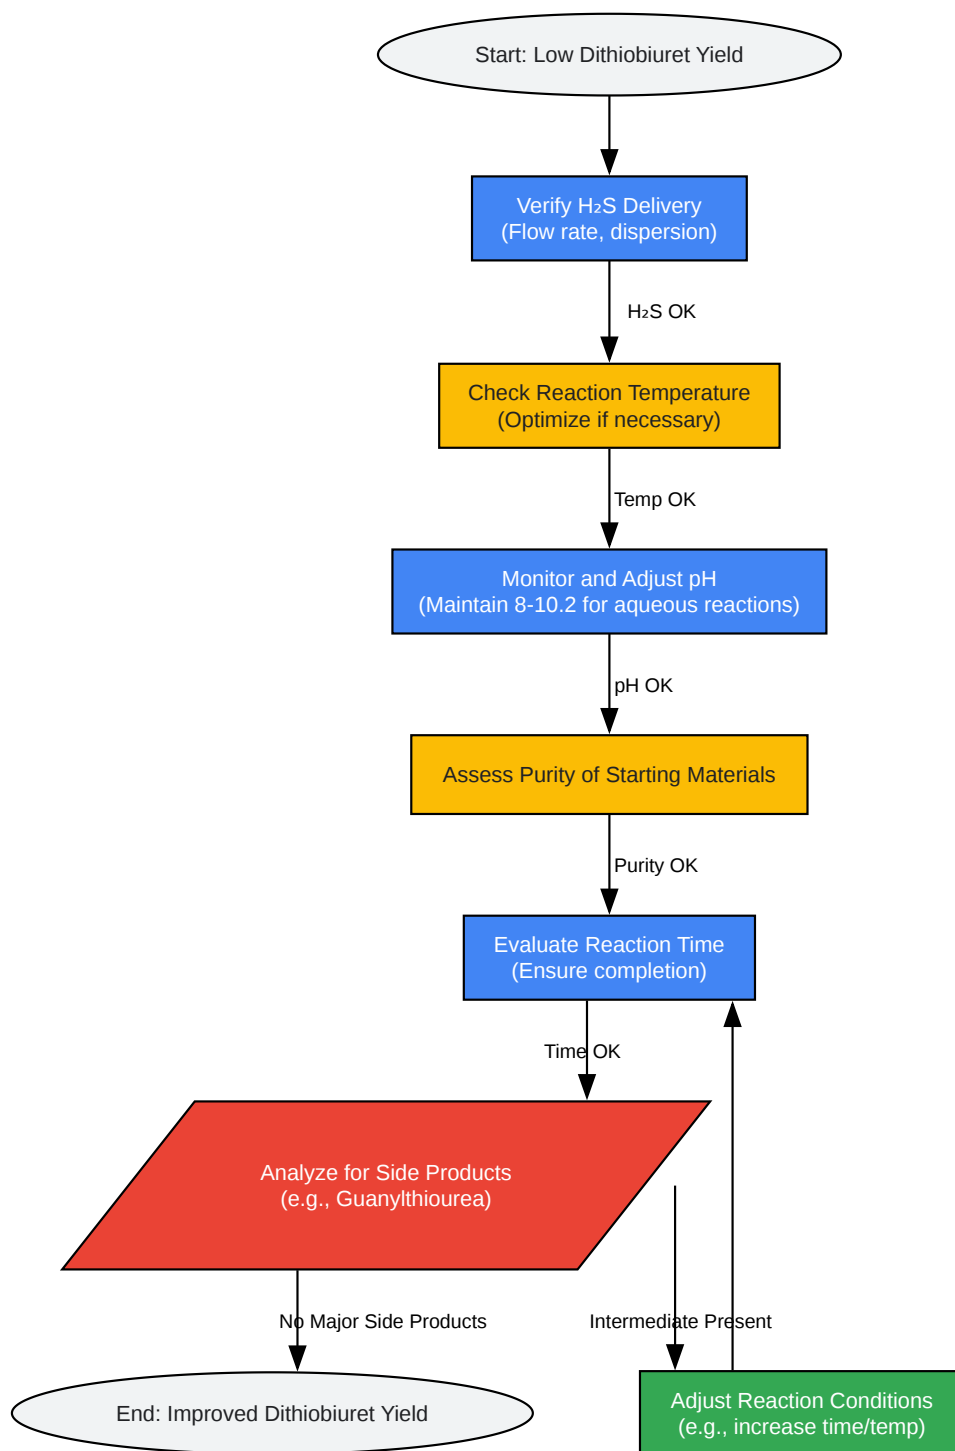 Start: Low Dithiobiuret Yield
Verify H₂S Delivery
(Flow rate, dispersion)
H₂S OK
Check Reaction Temperature
(Optimize if necessary)
Temp OK
Monitor and Adjust pH
(Maintain 8-10.2 for aqueous reactions)
pH OK
Assess Purity of Starting Materials
Purity OK
Evaluate Reaction Time
(Ensure completion)
Time OK
Analyze for Side Products
(e.g., Guanylthiourea)
No Major Side Products
Intermediate Present
End: Improved Dithiobiuret Yield
Adjust Reaction Conditions
(e.g., increase time/temp)